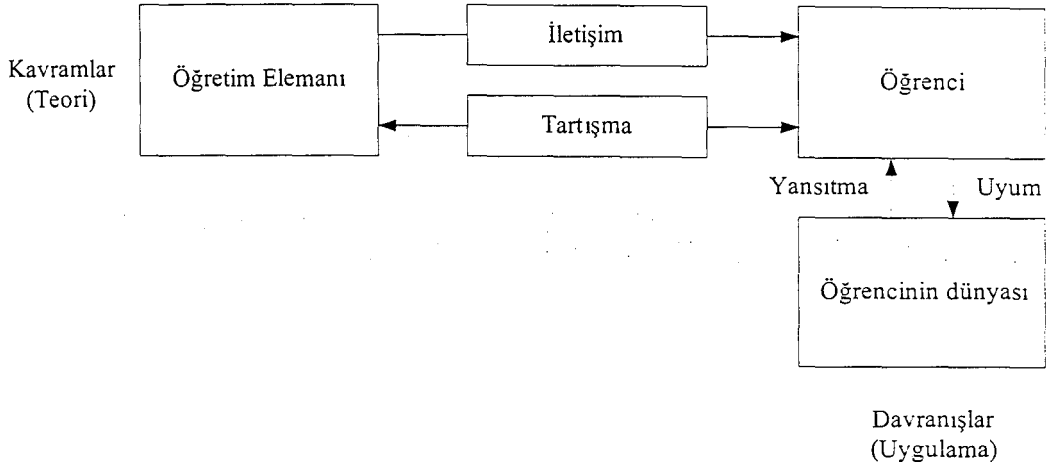 İletişim
Kavramlar
(Teori)
Öğretim Elemanı
Öğrenci
Tartışma
Yansıtma
Uyum
Öğrencinin dünyası
Davranışlar
(Uygulama)